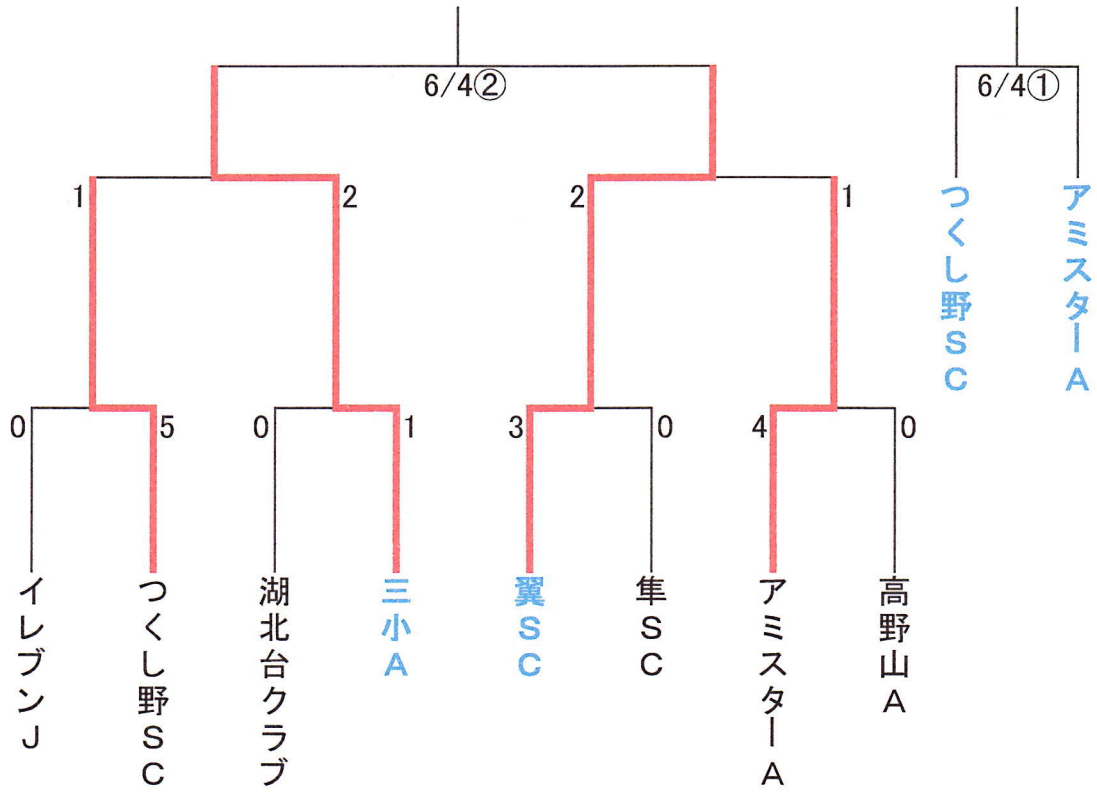 6/4②
6/4①
1
2
2
1
つくし野SC
アミスターA
0
5
0
1
3
0
4
0
イレブンJ
つくし野SC
湖北台クラブ
三小A
翼SC
隼SC
アミスターA
高野山A